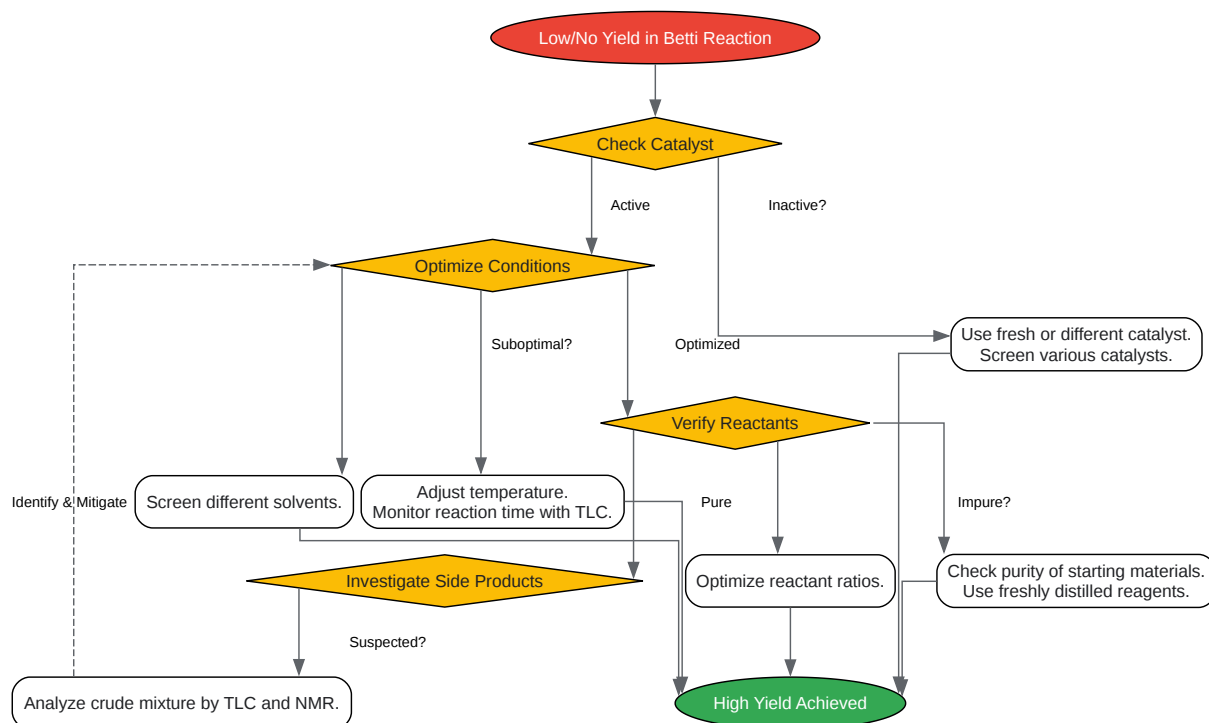 Low/No Yield in Betti Reaction
Check Catalyst
Active
Inactive?
Optimize Conditions
Use fresh or different catalyst.
Screen various catalysts.
Suboptimal?
Optimized
Verify Reactants
Identify & Mitigate
Screen different solvents.
Adjust temperature.
Monitor reaction time with TLC.
Pure
Impure?
Investigate Side Products
Optimize reactant ratios.
Check purity of starting materials.
Use freshly distilled reagents.
Suspected?
Analyze crude mixture by TLC and NMR.
High Yield Achieved